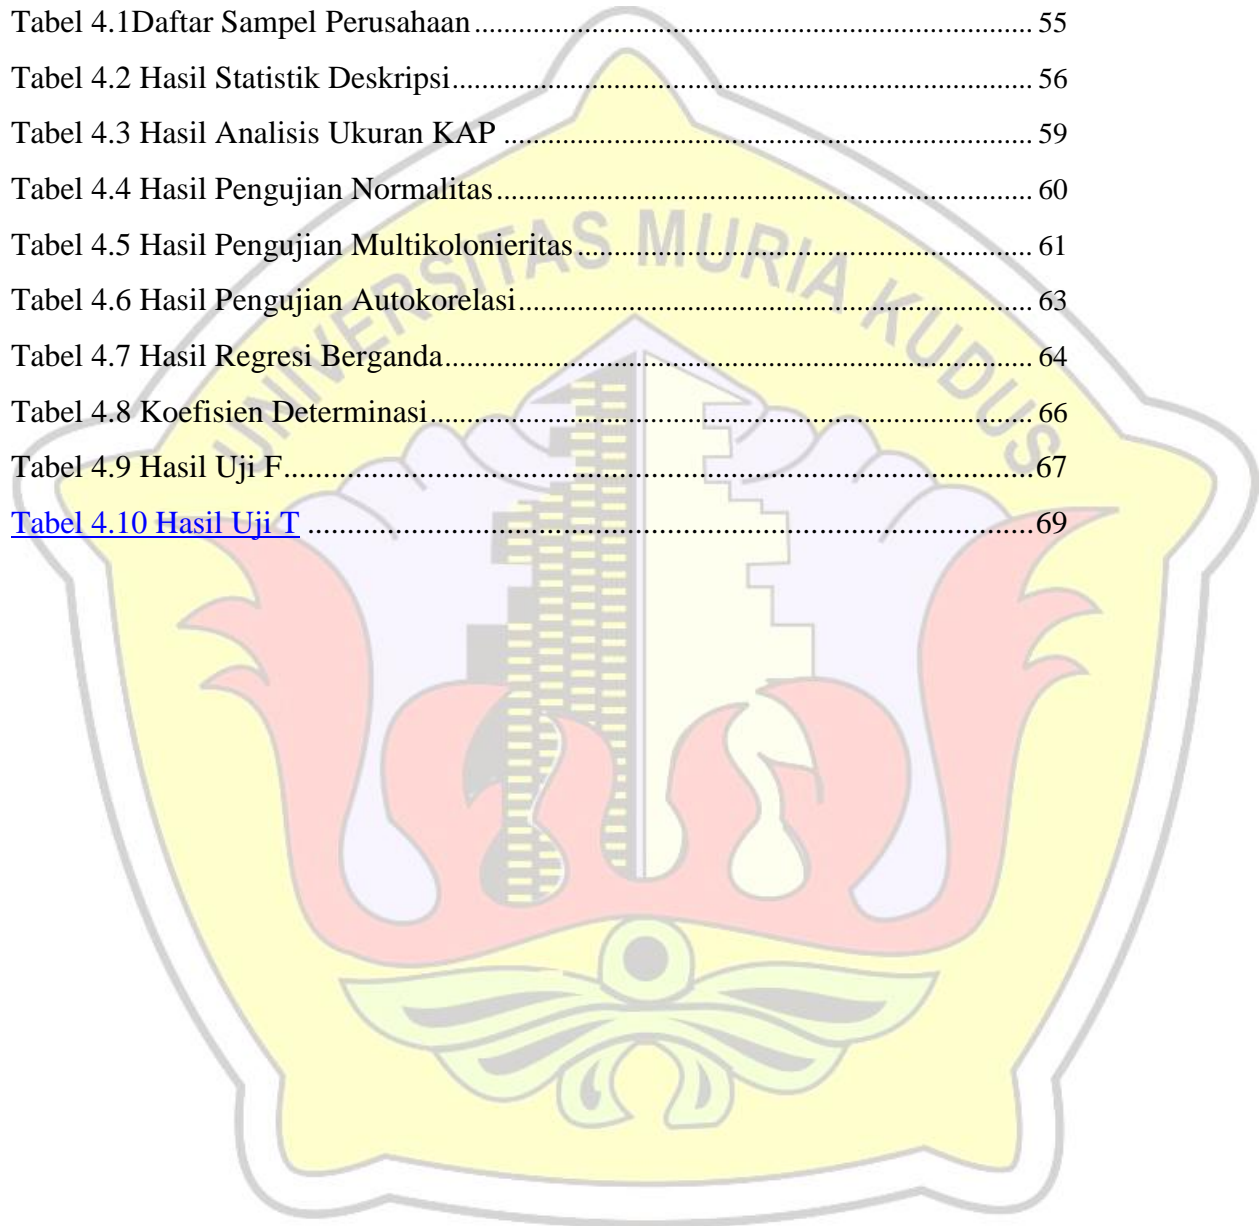 Tabel 4.1Daftar Sampel Perusahaan ........................................................ 55
Tabel 4.2 Hasil Statistik Deskripsi ........................................................ 56
Tabel 4.3 Hasil Analisis Ukuran KAP ........................................................ 59
Tabel 4.4 Hasil Pengujian Normalitas ........................................................ 60
Tabel 4.5 Hasil Pengujian Multikolonieritas ........................................................ 61
Tabel 4.6 Hasil Pengujian Autokorelasi ........................................................ 63
Tabel 4.7 Hasil Regresi Berganda ........................................................ 64
Tabel 4.8 Koefisien Determinasi ........................................................ 66
Tabel 4.9 Hasil Uji F ........................................................ 67
Tabel 4.10 Hasil Uji T ........................................................ 69
UNIVERSITAS MURIA KUDUS